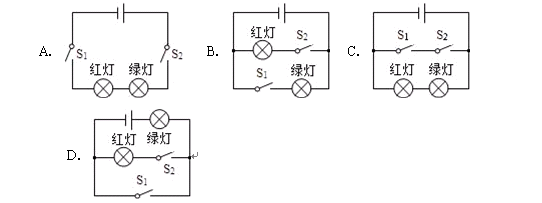 A. S₁ S₂ 红灯 绿灯
B. 红灯 S₂ S₁ 绿灯
C. S₁ S₂ 红灯 绿灯
D. 绿灯 红灯 S₂ S₁